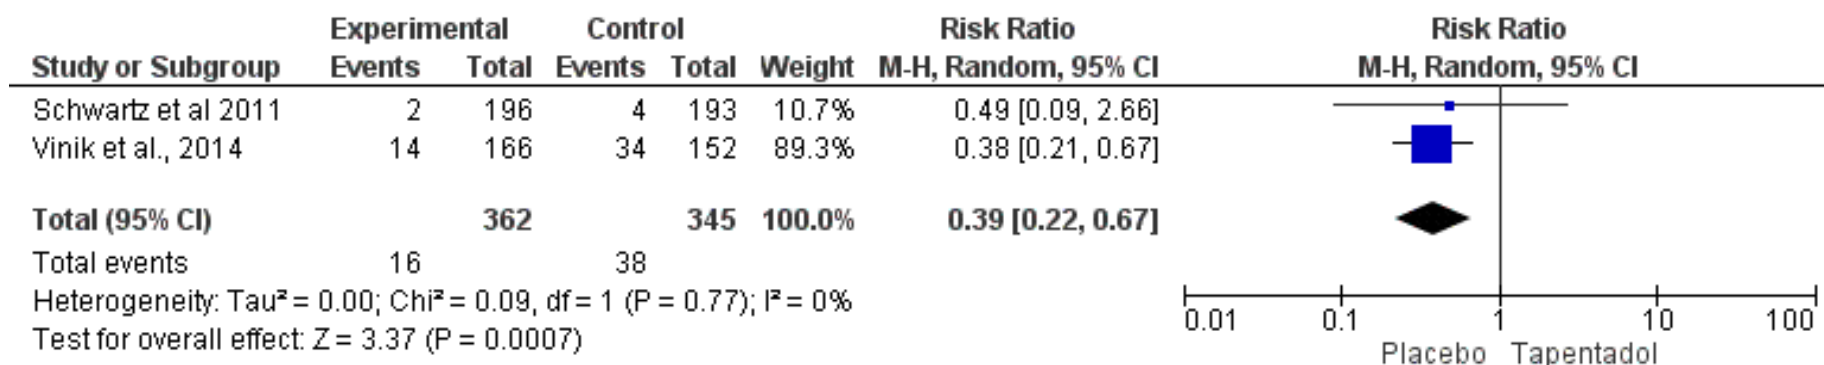 Experimental Control Risk Ratio Risk Ratio
Study or Subgroup Events Total Events Total Weight M-H, Random, 95% CI M-H, Random, 95% CI
Schwartz et al 2011 2 196 4 193 10.7% 0.49 [0.09, 2.66]
Vinik et al., 2014 14 166 34 152 89.3% 0.38 [0.21, 0.67]
Total (95% CI) 362 345 100.0% 0.39 [0.22, 0.67]
Total events 16 38
Heterogeneity: Tau² = 0.00; Chi² = 0.09, df = 1 (P = 0.77); I² = 0%
Test for overall effect: Z = 3.37 (P = 0.0007)
0.01 0.1 1 10 100
Placebo Tapentadol